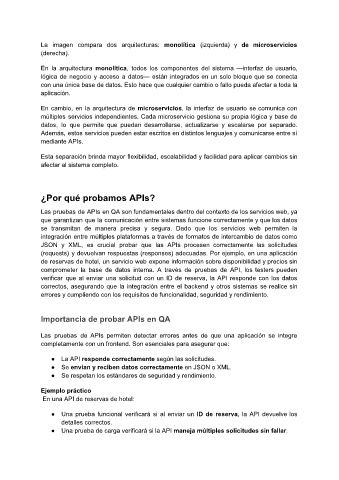 La imagen compara dos arquitecturas: monolítica (izquierda) y de microservicios
(derecha).
En la arquitectura monolítica, todos los componentes del sistema —interfaz de usuario,
lógica de negocio y acceso a datos— están integrados en un solo bloque que se conecta
con una única base de datos. Esto hace que cualquier cambio o fallo pueda afectar a toda la
aplicación.
En cambio, en la arquitectura de microservicios, la interfaz de usuario se comunica con
múltiples servicios independientes. Cada microservicio gestiona su propia lógica y base de
datos, lo que permite que puedan desarrollarse, actualizarse y escalarse por separado.
Además, estos servicios pueden estar escritos en distintos lenguajes y comunicarse entre sí
mediante APIs.
Esta separación brinda mayor flexibilidad, escalabilidad y facilidad para aplicar cambios sin
afectar al sistema completo.
¿Por qué probamos APIs?
Las pruebas de APIs en QA son fundamentales dentro del contexto de los servicios web, ya
que garantizan que la comunicación entre sistemas funcione correctamente y que los datos
se transmitan de manera precisa y segura. Dado que los servicios web permiten la
integración entre múltiples plataformas a través de formatos de intercambio de datos como
JSON y XML, es crucial probar que las APIs procesen correctamente las solicitudes
(requests) y devuelvan respuestas (responses) adecuadas. Por ejemplo, en una aplicación
de reservas de hotel, un servicio web expone información sobre disponibilidad y precios sin
comprometer la base de datos interna. A través de pruebas de API, los testers pueden
verificar que al enviar una solicitud con un ID de reserva, la API responde con los datos
correctos, asegurando que la integración entre el backend y otros sistemas se realice sin
errores y cumpliendo con los requisitos de funcionalidad, seguridad y rendimiento.
Importancia de probar APIs en QA
Las pruebas de APIs permiten detectar errores antes de que una aplicación se integre
completamente con un frontend. Son esenciales para asegurar que:
● La API responde correctamente según las solicitudes.
● Se envían y reciben datos correctamente en JSON o XML.
● Se respetan los estándares de seguridad y rendimiento.
Ejemplo práctico
En una API de reservas de hotel:
● Una prueba funcional verificará si al enviar un ID de reserva, la API devuelve los
detalles correctos.
● Una prueba de carga verificará si la API maneja múltiples solicitudes sin fallar.